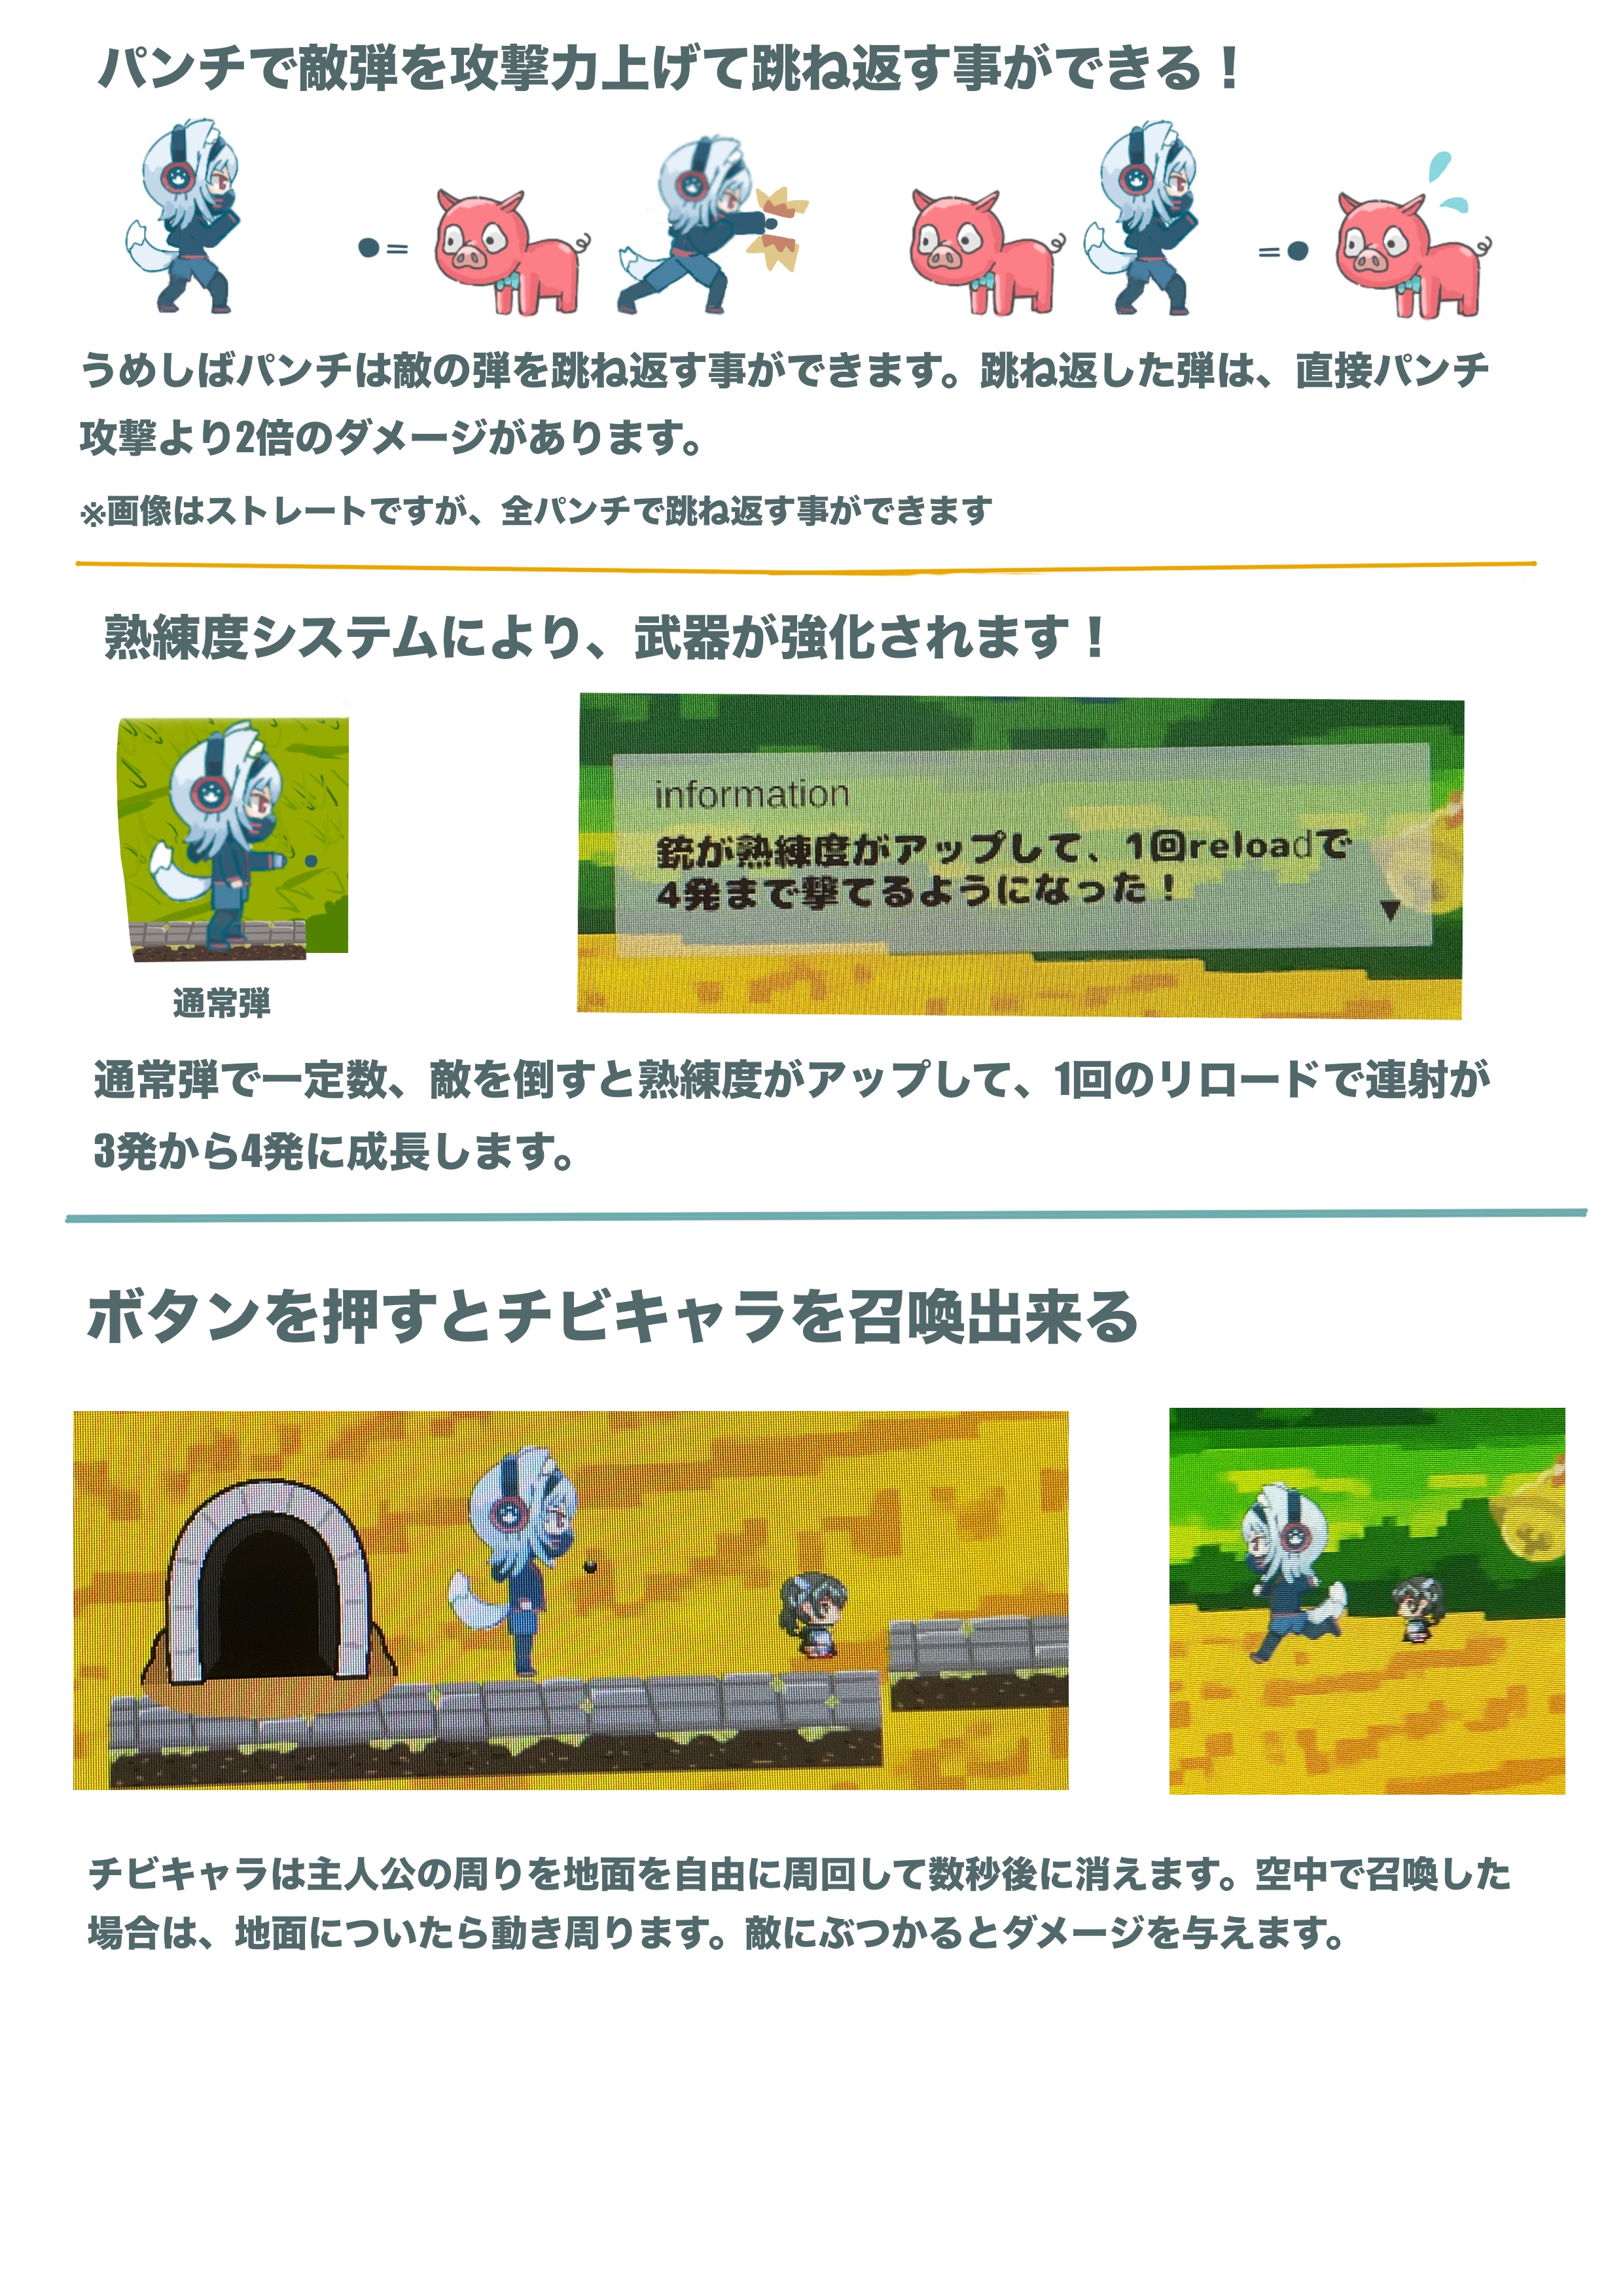 パンチで敵弾を攻撃力上げて跳ね返す事ができる！
うめしばパンチは敵の弾を跳ね返す事ができます。跳ね返した弾は、直接パンチ
攻撃より2倍のダメージがあります。
※画像はストレートですが、全パンチで跳ね返す事ができます
熟練度システムにより、武器が強化されます！
information
銃が熟練度がアップして、1回reloadで
4発まで撃てるようになった！
▼
通常弾
通常弾で一定数、敵を倒すと熟練度がアップして、1回のリロードで連射が
3発から4発に成長します。
ボタンを押すとチビキャラを召喚出来る
チビキャラは主人公の周りを地面を自由に周回して数秒後に消えます。空中で召喚した
場合は、地面についたら動き周ります。敵にぶつかるとダメージを与えます。